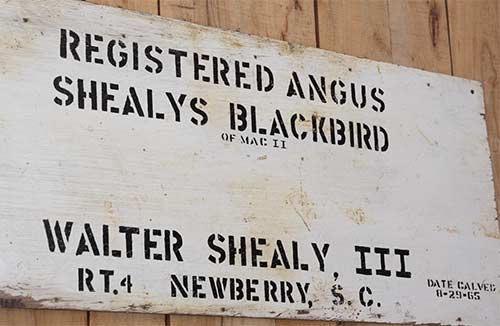 REGISTERED ANGUS
SHEALYS BLACKBIRD
OF MAC II
WALTER SHEALY, III
RT.4 NEWBERRY, S.C.
DATE CALVED
8-29-65